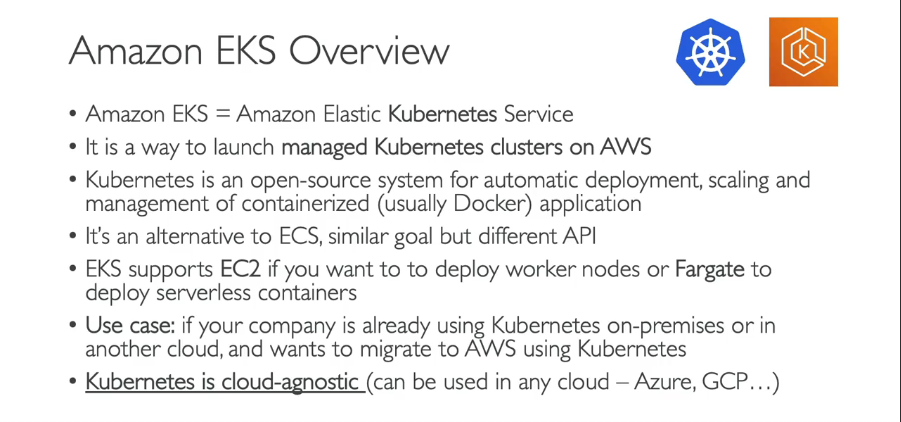 Amazon EKS Overview
K
• Amazon EKS = Amazon Elastic Kubernetes Service
• It is a way to launch managed Kubernetes clusters on AWS
• Kubernetes is an open-source system for automatic deployment, scaling and
management of containerized (usually Docker) application
• It's an alternative to ECS, similar goal but different API
• EKS supports EC2 if you want to to deploy worker nodes or Fargate to
deploy serverless containers
• Use case: if your company is already using Kubernetes on-premises or in
another cloud, and wants to migrate to AWS using Kubernetes
• Kubernetes is cloud-agnostic (can be used in any cloud – Azure, GCP…)